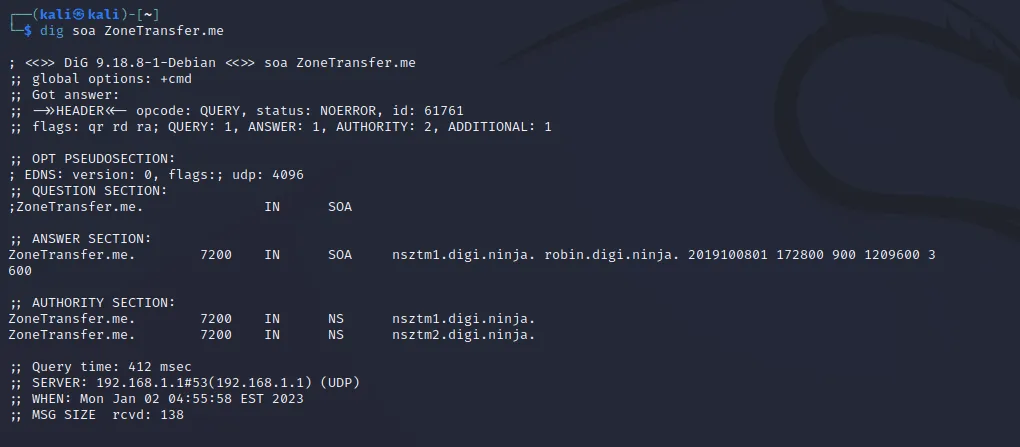 ┌──(kali㉿kali)-[~]
└─$ dig soa ZoneTransfer.me
; <<>> DiG 9.18.8-1-Debian <<>> soa ZoneTransfer.me
;; global options: +cmd
;; Got answer:
;; ->>HEADER<<- opcode: QUERY, status: NOERROR, id: 61761
;; flags: qr rd ra; QUERY: 1, ANSWER: 1, AUTHORITY: 2, ADDITIONAL: 1
;; OPT PSEUDOSECTION:
; EDNS: version: 0, flags:; udp: 4096
;; QUESTION SECTION:
;ZoneTransfer.me. IN SOA
;; ANSWER SECTION:
ZoneTransfer.me. 7200 IN SOA nsztm1.digi.ninja. robin.digi.ninja. 2019100801 172800 900 1209600 3
600
;; AUTHORITY SECTION:
ZoneTransfer.me. 7200 IN NS nsztm1.digi.ninja.
ZoneTransfer.me. 7200 IN NS nsztm2.digi.ninja.
;; Query time: 412 msec
;; SERVER: 192.168.1.1#53(192.168.1.1) (UDP)
;; WHEN: Mon Jan 02 04:55:58 EST 2023
;; MSG SIZE rcvd: 138